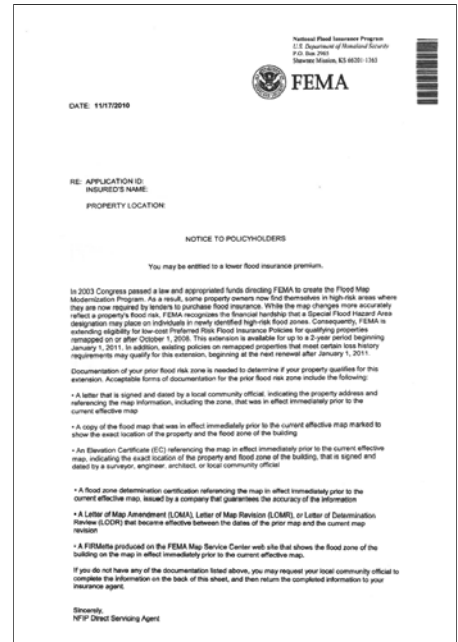 National Flood Insurance Program
U.S. Department of Homeland Security
P.O. Box 2965
Shawnee Mission, KS 66201-1365
FEMA
DATE: 11/17/2010
RE: APPLICATION ID:
INSURED'S NAME:
PROPERTY LOCATION:
NOTICE TO POLICYHOLDERS
You may be entitled to a lower flood insurance premium.
In 2003 Congress passed a law and appropriated funds directing FEMA to create the Flood Map
Modernization Program. As a result, some property owners now find themselves in high-risk areas where
they are now required by lenders to purchase flood insurance. While the map changes more accurately
reflect a property's flood risk, FEMA recognizes the financial hardship that a Special Flood Hazard Area
designation may place on individuals in newly identified high-risk flood zones. Consequently, FEMA is
extending eligibility for low-cost Preferred Risk Flood Insurance Policies for qualifying properties
remapped on or after October 1, 2008. This extension is available for up to a 2-year period beginning
January 1, 2011. In addition, existing policies on remapped properties that meet certain loss history
requirements may qualify for this extension, beginning at the next renewal after January 1, 2011.
Documentation of your prior flood risk zone is needed to determine if your property qualifies for this
extension. Acceptable forms of documentation for the prior flood risk zone include the following:
• A letter that is signed and dated by a local community official, indicating the property address and
referencing the map information, including the zone, that was in effect immediately prior to the
current effective map
• A copy of the flood map that was in effect immediately prior to the current effective map marked to
show the exact location of the property and the flood zone of the building
• An Elevation Certificate (EC) referencing the map in effect immediately prior to the current effective
map, indicating the exact location of the property and flood zone of the building, that is signed and
dated by a surveyor, engineer, architect, or local community official
• A flood zone determination certification referencing the map in effect immediately prior to the
current effective map, issued by a company that guarantees the accuracy of the information
• A Letter of Map Amendment (LOMA), Letter of Map Revision (LOMR), or Letter of Determination
Review (LODR) that became effective between the dates of the prior map and the current map
revision
• A FIRMette produced on the FEMA Map Service Center web site that shows the flood zone of the
building on the map in effect immediately prior to the current effective map.
If you do not have any of the documentation listed above, you may request your local community official to
complete the information on the back of this sheet, and then return the completed information to your
insurance agent.
Sincerely,
NFIP Direct Servicing Agent